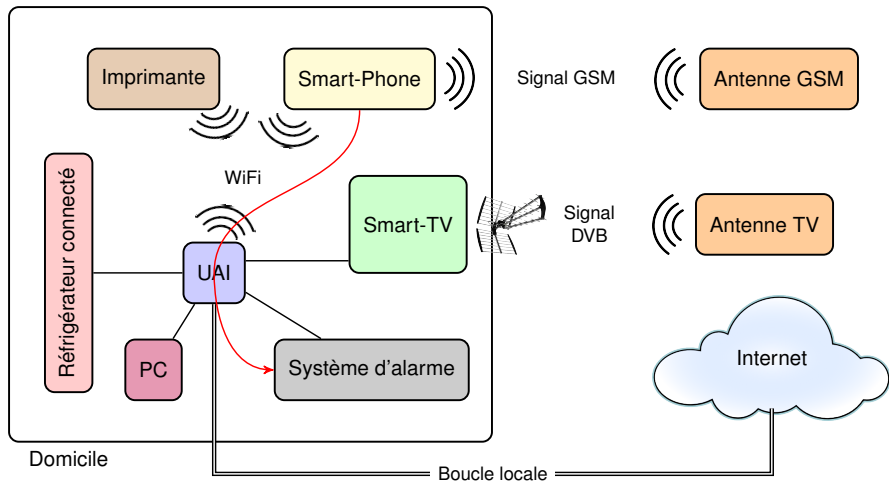 Imprimante
Smart-Phone
Signal GSM
Antenne GSM
WiFi
Réfrigérateur connecté
Smart-TV
Signal
DVB
Antenne TV
UAI
PC
Système d'alarme
Internet
Domicile
Boucle locale